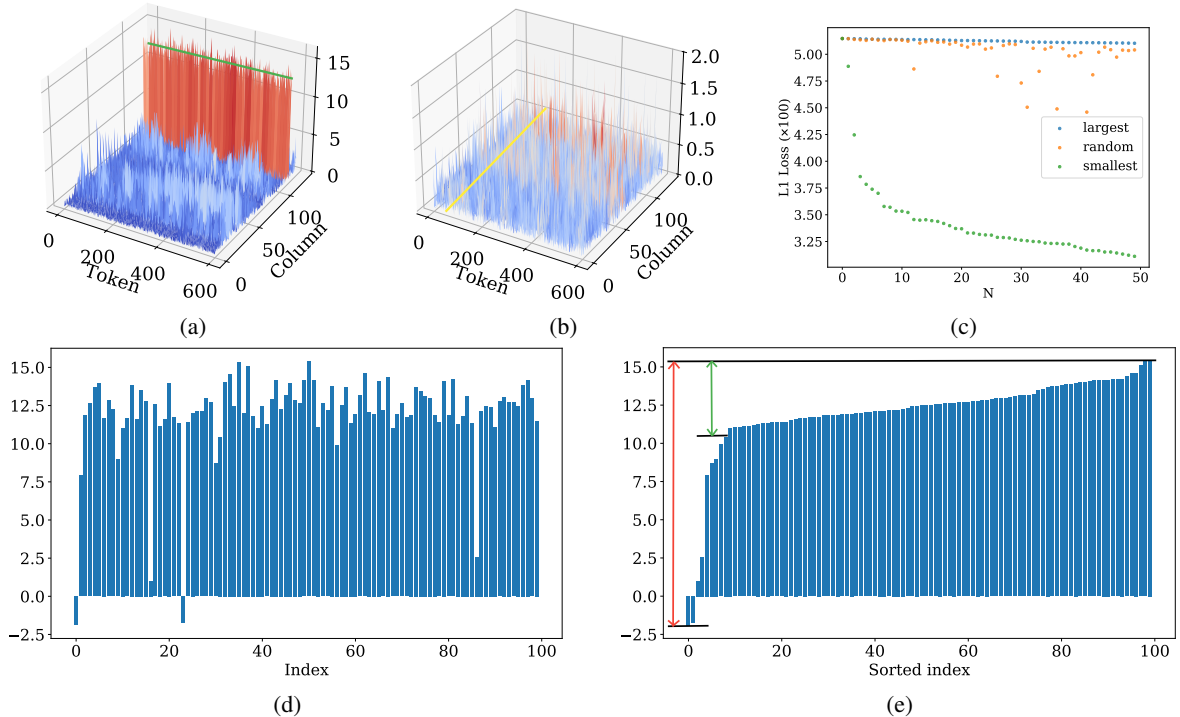 15
10
5
0
0
200
400
600
Token
0
50
100
Column
(a)
2.0
1.5
1.0
0.5
0.0
0
200
400
600
Token
0
50
100
Column
(b)
5.00
4.75
4.50
4.25
4.00
3.75
3.50
3.25
L1 Loss (×100)
largest
random
smallest
0 10 20 30 40 50
N
(c)
15.0
12.5
10.0
7.5
5.0
2.5
0.0
−2.5
0 20 40 60 80 100
Index
(d)
15.0
12.5
10.0
7.5
5.0
2.5
0.0
−2.5
0 20 40 60 80 100
Sorted index
(e)